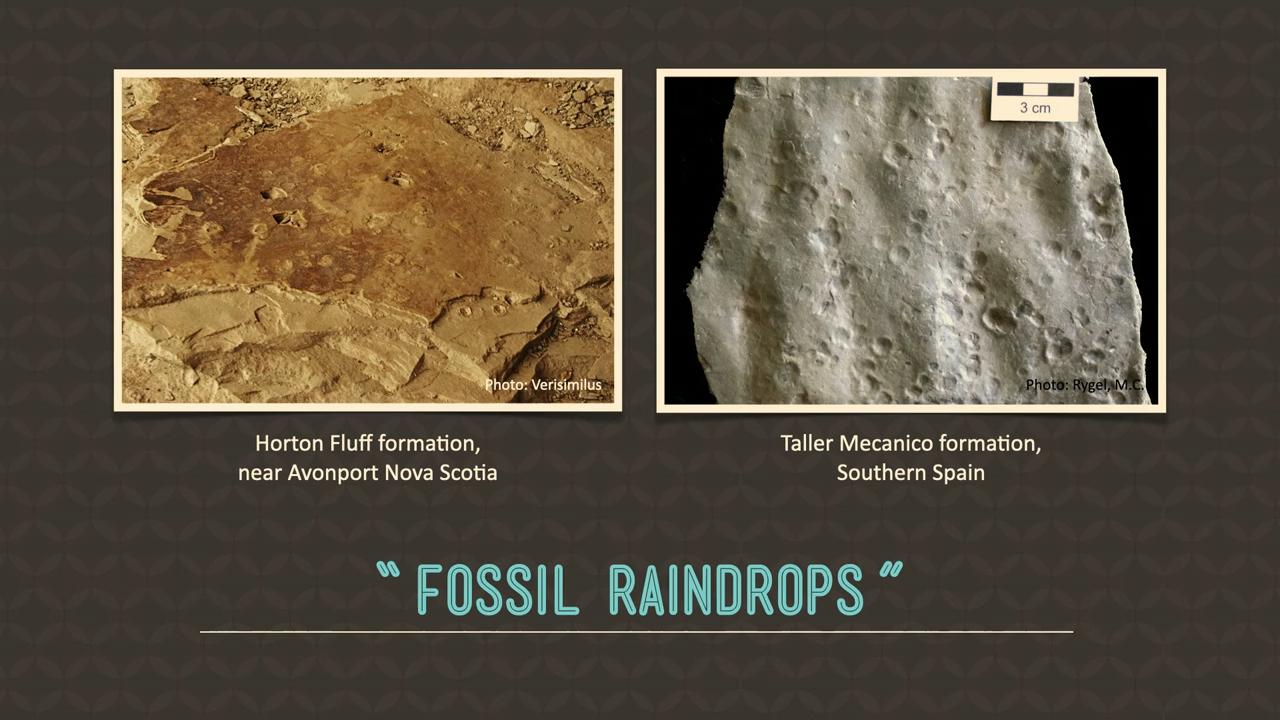 3 cm
Photo: Verisimilus
Photo: Rygel, M.C.
Horton Fluff formation,
near Avonport Nova Scotia
Taller Mecanico formation,
Southern Spain
“ FOSSIL RAINDROPS ”